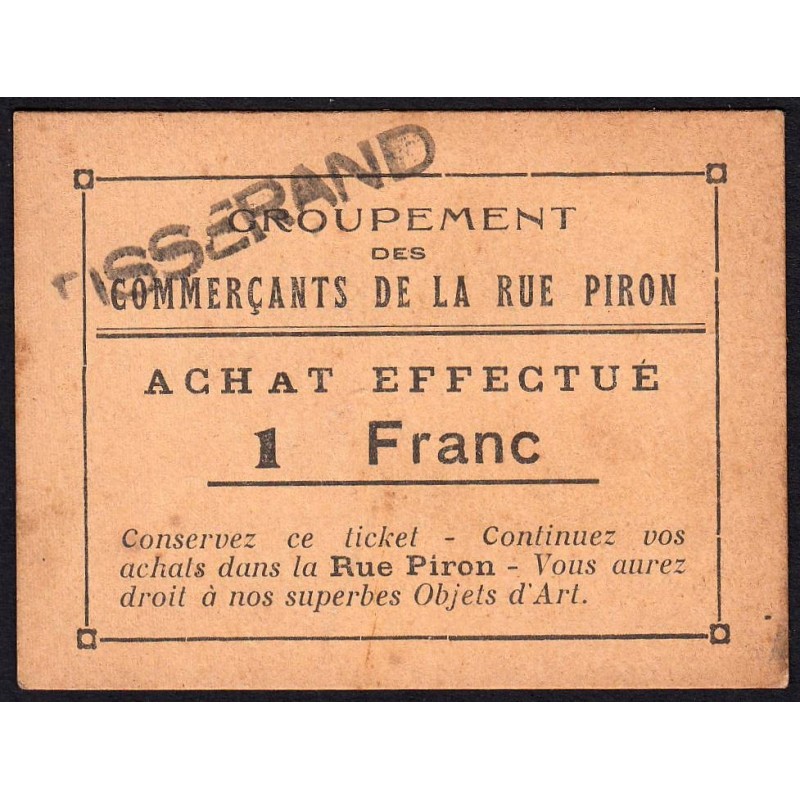 TISSERAND
GROUPEMENT
DES
COMMERÇANTS DE LA RUE PIRON
ACHAT EFFECTUÉ
1 Franc
Conservez ce ticket - Continuez vos
achats dans la Rue Piron - Vous aurez
droit à nos superbes Objets d'Art.